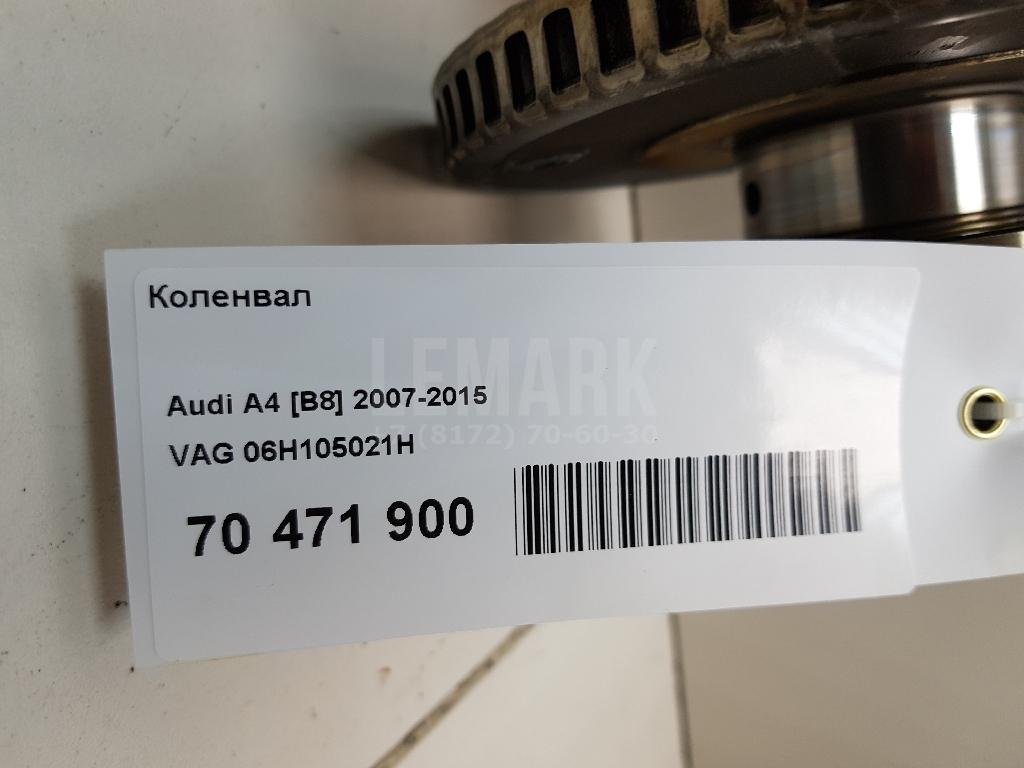 Коленвал
LEMARK
Audi A4 [B8] 2007-2015
+7 (8172) 70-60-30
VAG 06H105021H
70 471 900